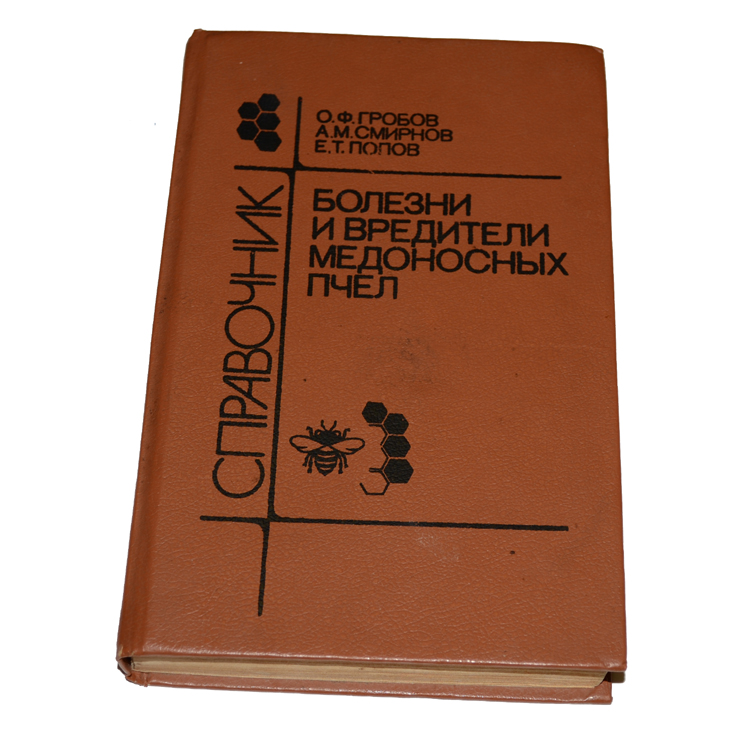 О.Ф.ГРОБОВ
А.М.СМИРНОВ
Е.Т.ПОПОВ
БОЛЕЗНИ
И ВРЕДИТЕЛИ
МЕДОНОСНЫХ
ПЧЕЛ
СПРАВОЧНИК